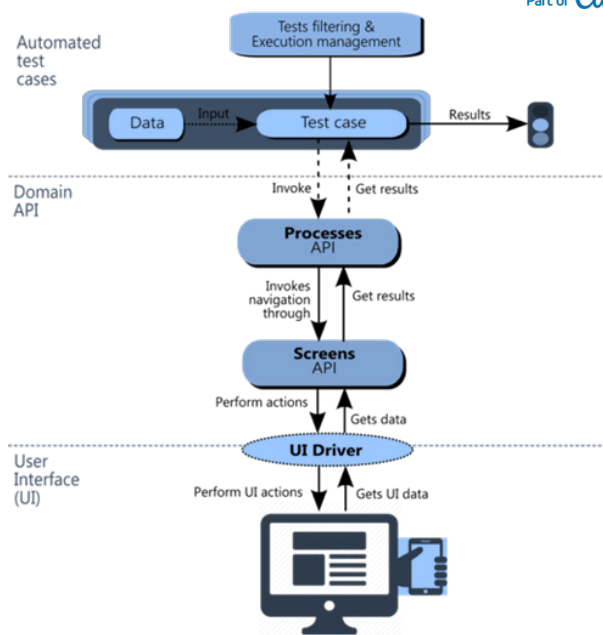 Part of
Tests filtering &
Execution management
Automated
test
cases
Data
Input
Test case
Results
Invoke
Get results
Domain
API
Processes
API
Invokes
navigation
through
Get results
Screens
API
Perform actions
Gets data
UI Driver
User
Interface
(UI)
Perform UI actions
Gets UI data